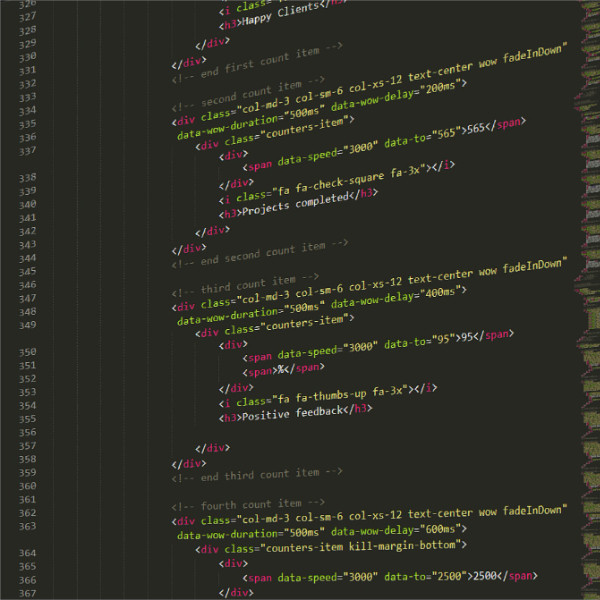 326 <i class="
327 <h3>Happy Clients</h3>
328 </div>
329 </div>
330 <!-- end first count item -->
331
332 <!-- second count item -->
333 <div class="col-md-3 col-sm-6 col-xs-12 text-center wow fadeInDown"
334 data-wow-duration="500ms" data-wow-delay="200ms">
335 <div class="counters-item">
336 <div>
337 <span data-speed="3000" data-to="565">565</span>
338 </div>
339 <i class="fa fa-check-square fa-3x"></i>
340 <h3>Projects completed</h3>
341 </div>
342 </div>
343 <!-- end second count item -->
344
345 <!-- third count item -->
346 <div class="col-md-3 col-sm-6 col-xs-12 text-center wow fadeInDown"
347 data-wow-duration="500ms" data-wow-delay="400ms">
348 <div class="counters-item">
349 <div>
350 <span data-speed="3000" data-to="95">95</span>
351 <span>%</span>
352 </div>
353 <i class="fa fa-thumbs-up fa-3x"></i>
354 <h3>Positive feedback</h3>
355
356 </div>
357 </div>
358 <!-- end third count item -->
359
360 <!-- fourth count item -->
361 <div class="col-md-3 col-sm-6 col-xs-12 text-center wow fadeInDown"
362 data-wow-duration="500ms" data-wow-delay="600ms">
363 <div class="counters-item kill-margin-bottom">
364 <div>
365 <span data-speed="3000" data-to="2500">2500</span>
366 </div>
367